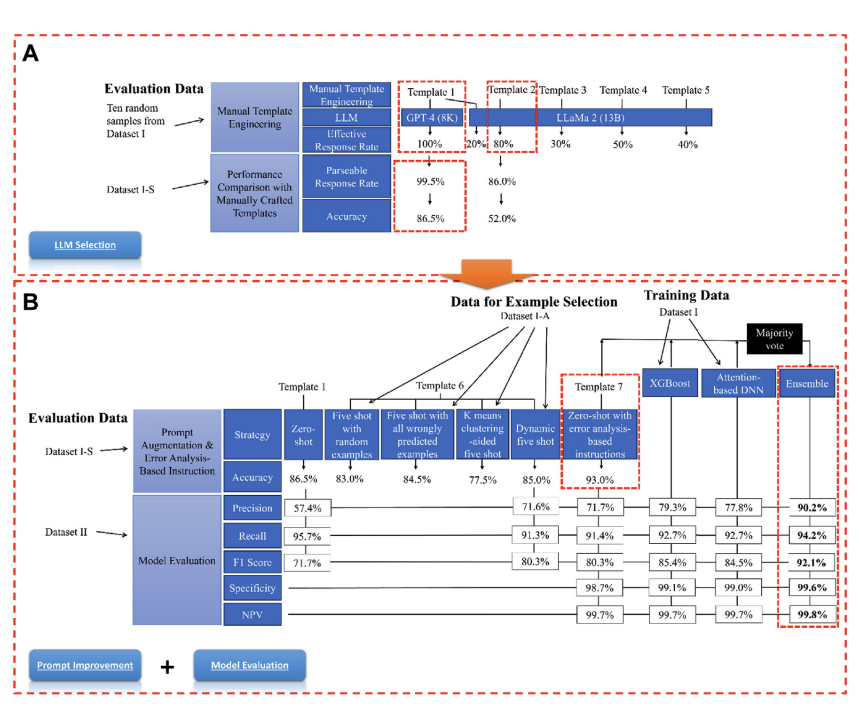 A
Evaluation Data
Ten random
samples from
Dataset I
Dataset I-S
Manual Template
Engineering
Performance
Comparison with
Manually Crafted
Templates
Manual Template
Engineering
LLM
Effective
Response Rate
Parseable
Response Rate
Accuracy
Template 1 Template 2 Template 3 Template 4 Template 5
GPT-4 (8K) LLaMa 2 (13B)
100% 20% 80% 30% 50% 40%
99.5% 86.0%
86.5% 52.0%
LLM Selection
B
Data for Example Selection
Dataset I-A
Training Data
Dataset I
Majority
vote
XGBoost
Attention-
based DNN
Ensemble
Template 1 Template 6 Template 7
Evaluation Data
Dataset I-S
Dataset II
Prompt
Augmentation &
Error Analysis-
Based Instruction
Model Evaluation
Strategy
Zero-
shot
Five shot
with
random
examples
Five shot with
all wrongly
predicted
examples
K means
clustering
-aided
five shot
Dynamic
five shot
Zero-shot with
error analysis-
based
instructions
Accuracy 86.5% 83.0% 84.5% 77.5% 85.0% 93.0%
Precision 57.4% 71.6% 71.7% 79.3% 77.8% 90.2%
Recall 95.7% 91.3% 91.4% 92.7% 92.7% 94.2%
F1 Score 71.7% 80.3% 80.3% 85.4% 84.5% 92.1%
Specificity 98.7% 99.1% 99.0% 99.6%
NPV 99.7% 99.7% 99.7% 99.8%
Prompt Improvement + Model Evaluation